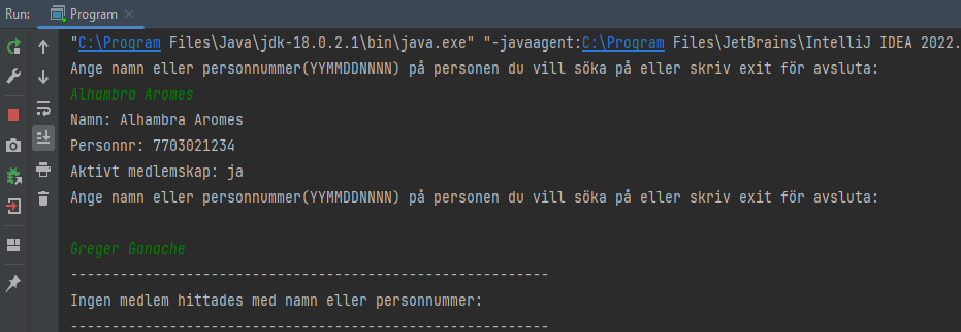 Run: Program
"C:\Program Files\Java\jdk-18.0.2.1\bin\java.exe" "-javaagent:C:\Program Files\JetBrains\IntelliJ IDEA 2022.
Ange namn eller personnummer(YYMMDDNNNN) på personen du vill söka på eller skriv exit för avsluta:
Alhambra Aromes
Namn: Alhambra Aromes
Personnr: 7703021234
Aktivt medlemskap: ja
Ange namn eller personnummer(YYMMDDNNNN) på personen du vill söka på eller skriv exit för avsluta:
Greger Ganache
----------------------------------------------------------
Ingen medlem hittades med namn eller personnummer:
----------------------------------------------------------